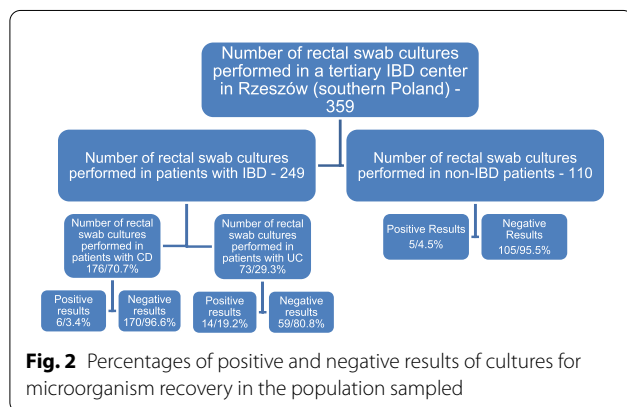 Number of rectal swab cultures
performed in a tertiary IBD center
in Rzeszów (southern Poland) -
359
Number of rectal swab cultures
performed in patients with IBD - 249
Number of rectal swab cultures
performed in non-IBD patients - 110
Number of rectal
swab cultures
performed in
patients with CD
176/70.7%
Number of rectal
swab cultures
performed in
patients with UC
73/29.3%
Positive Results
5/4.5%
Negative
Results
105/95.5%
Positive
results
6/3.4%
Negative
results
170/96.6%
Positive
results
14/19.2%
Negative
results
59/80.8%
Fig. 2 Percentages of positive and negative results of cultures for
microorganism recovery in the population sampled